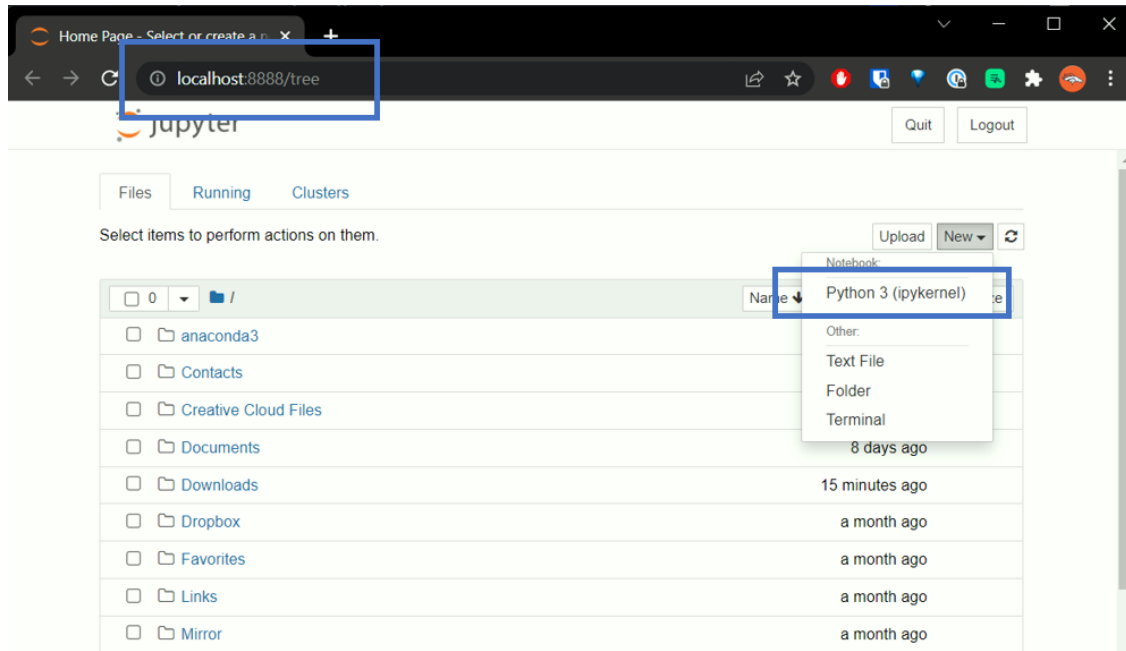 Home Page - Select or create a n
localhost:8888/tree
jupyter
Quit Logout
Files Running Clusters
Select items to perform actions on them.
Upload New
Notebook:
0 / Name
Python 3 (ipykernel)
Other:
anaconda3
Text File
Contacts
Folder
Creative Cloud Files
Terminal
Documents 8 days ago
Downloads 15 minutes ago
Dropbox a month ago
Favorites a month ago
Links a month ago
Mirror a month ago